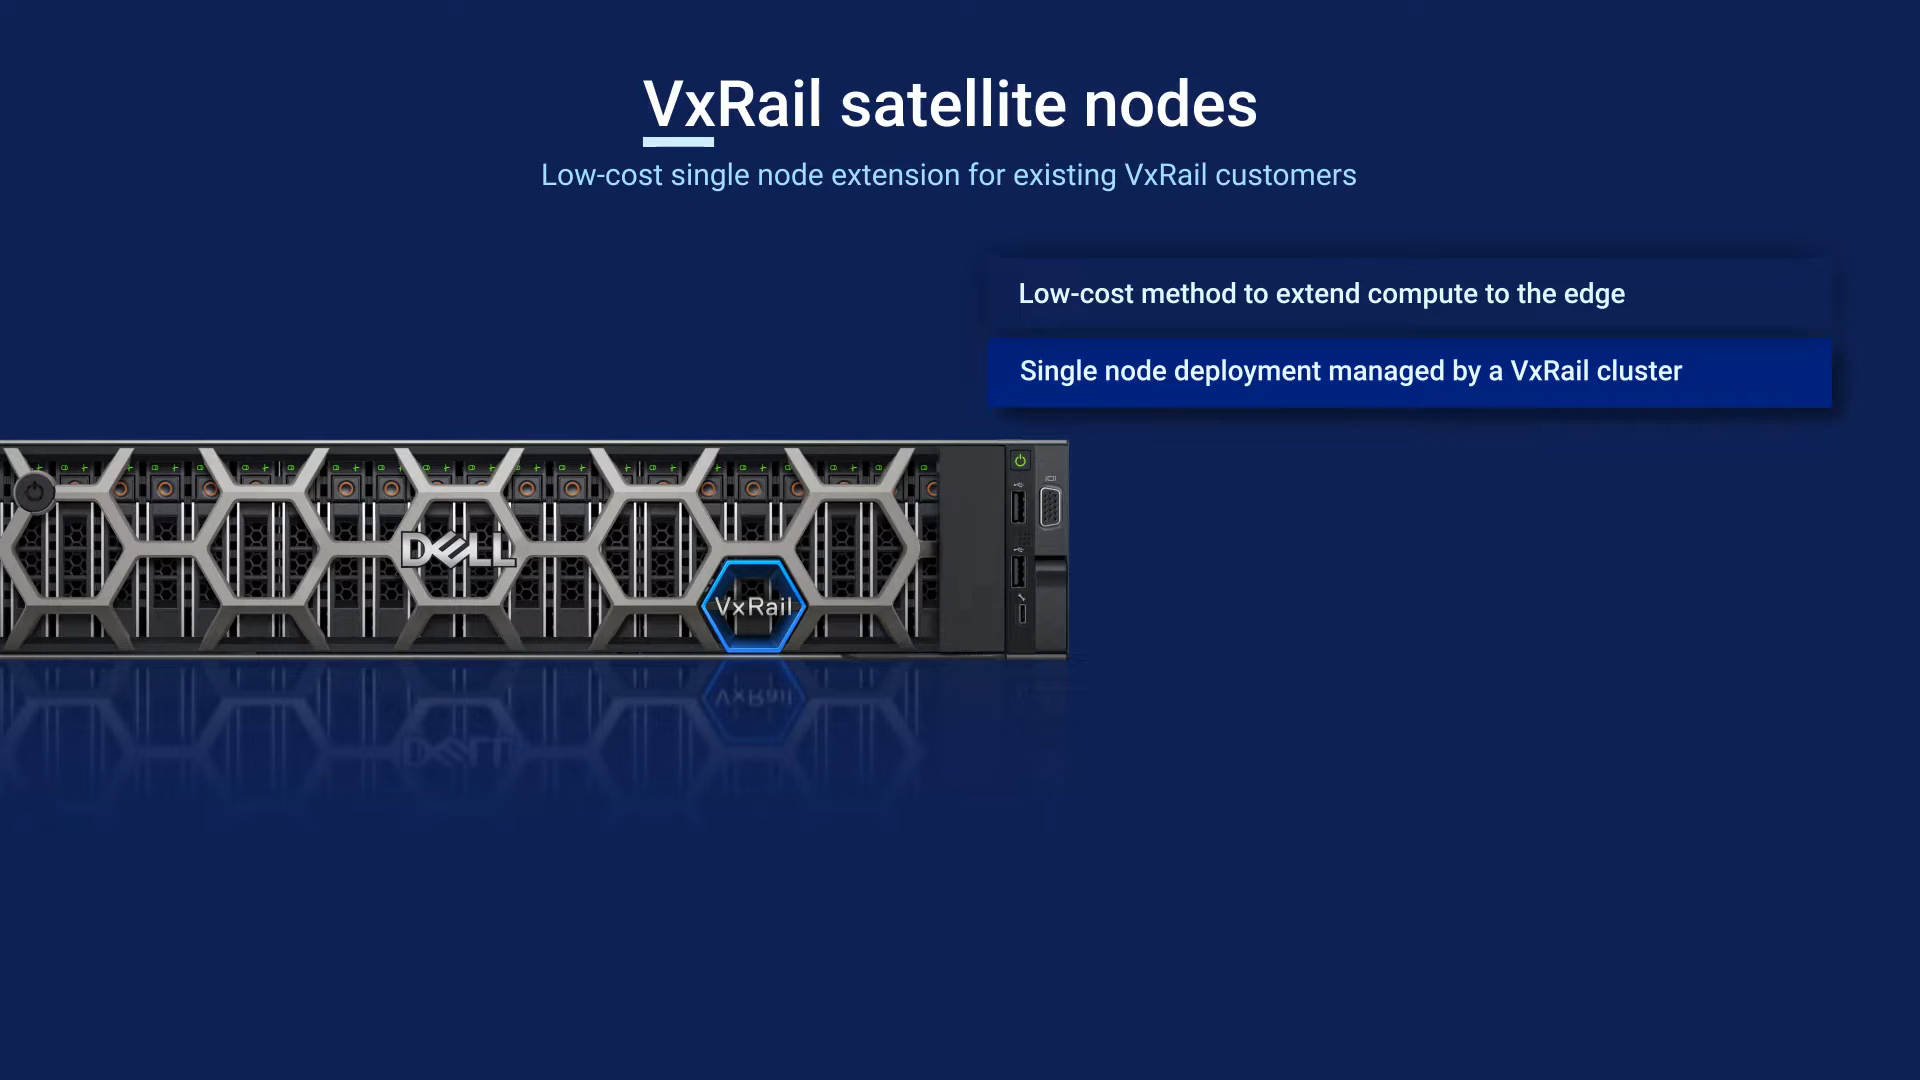 VxRail satellite nodes
Low-cost single node extension for existing VxRail customers
Low-cost method to extend compute to the edge
Single node deployment managed by a VxRail cluster
DELL
VxRail